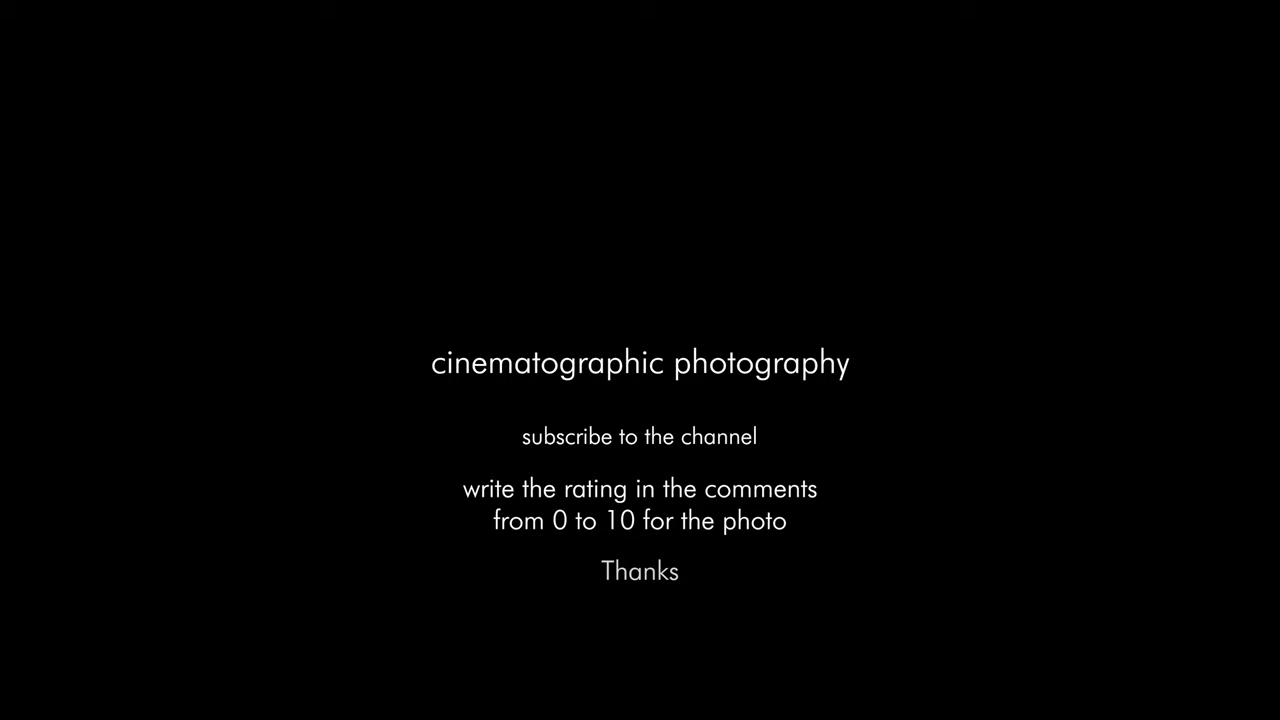 cinematographic photography
subscribe to the channel
write the rating in the comments
from 0 to 10 for the photo
Thanks